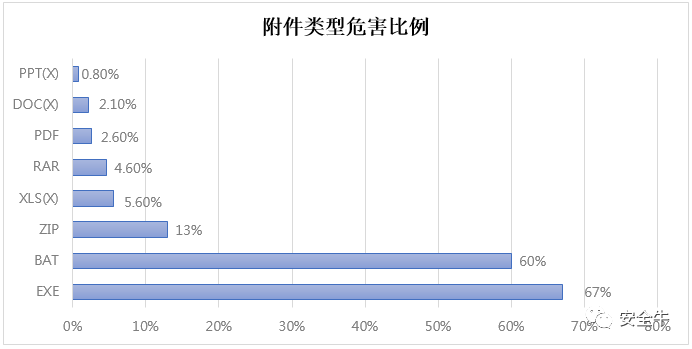 附件类型危害比例
PPT(X) 0.80%
DOC(X) 2.10%
PDF 2.60%
RAR 4.60%
XLS(X) 5.60%
ZIP 13%
BAT 60%
EXE 67%
0% 10% 20% 30% 40% 50% 60% 70% 80%
安全牛